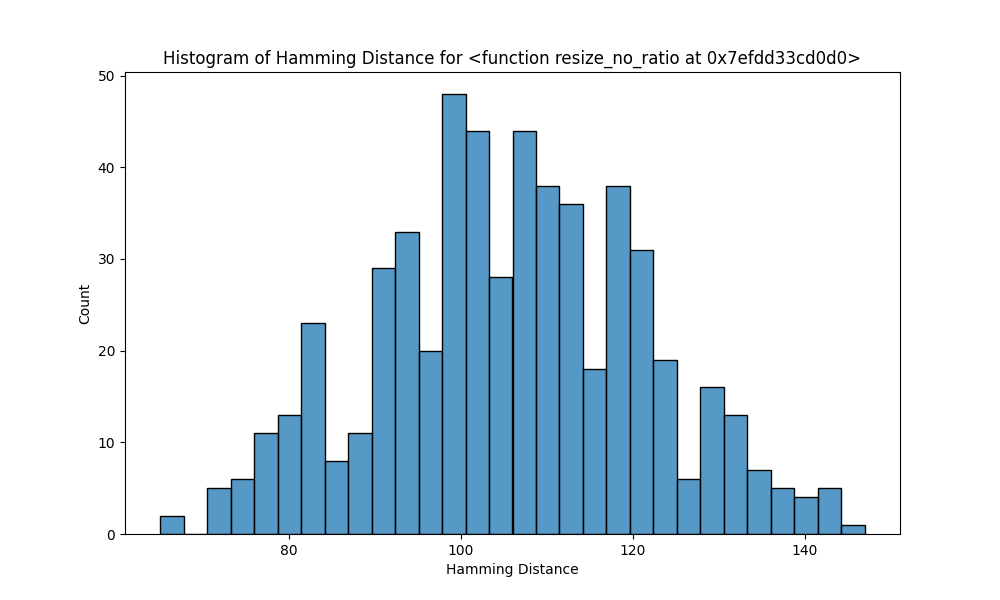 Histogram of Hamming Distance for <function resize_no_ratio at 0x7efdd33cd0d0>
50
40
30
20
10
0
Count
80 100 120 140
Hamming Distance